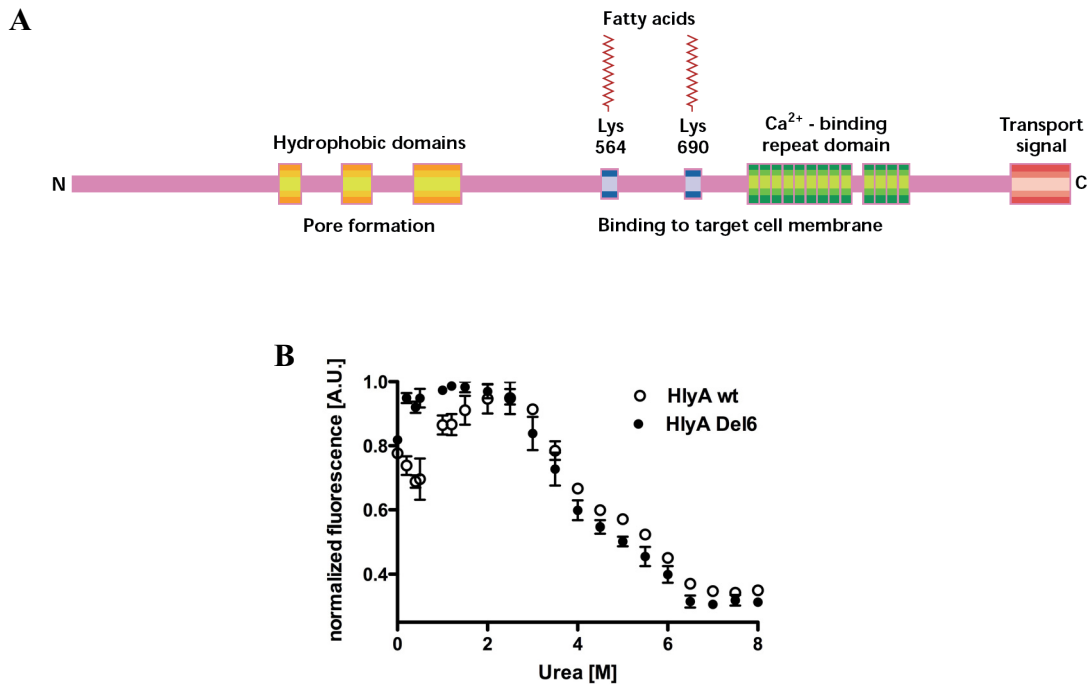 A
Fatty acids
Hydrophobic domains
Lys
564
Lys
690
Ca²⁺ - binding
repeat domain
Transport
signal
N
C
Pore formation
Binding to target cell membrane
B
normalized fluorescence [A.U.]
1.0
0.8
0.6
0.4
HlyA wt
HlyA Del6
0
2
4
6
8
Urea [M]